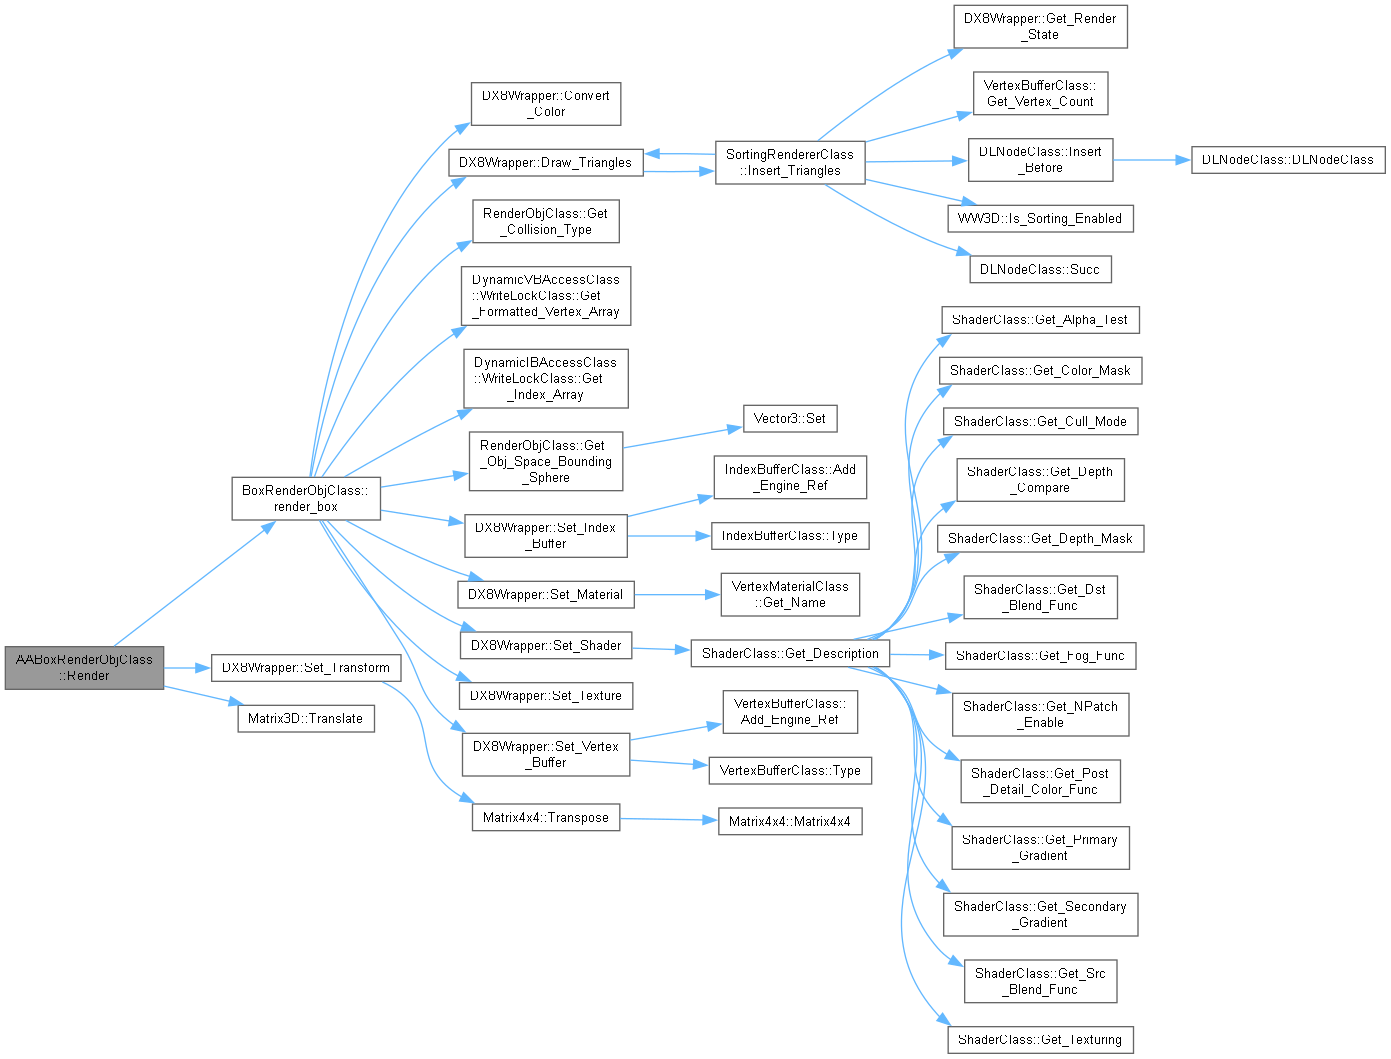 AABoxRenderObjClass
::Render
BoxRenderObjClass::
render_box
DX8Wrapper::Set_Transform
Matrix3D::Translate
DX8Wrapper::Convert
_Color
DX8Wrapper::Draw_Triangles
RenderObjClass::Get
_Collision_Type
DynamicVBAccessClass
::WriteLockClass::Get
_Formatted_Vertex_Array
DynamicIBAccessClass
::WriteLockClass::Get
_Index_Array
RenderObjClass::Get
_Obj_Space_Bounding
_Sphere
DX8Wrapper::Set_Index
_Buffer
DX8Wrapper::Set_Material
DX8Wrapper::Set_Shader
DX8Wrapper::Set_Texture
DX8Wrapper::Set_Vertex
_Buffer
Matrix4x4::Transpose
SortingRendererClass
::Insert_Triangles
Vector3::Set
IndexBufferClass::Add
_Engine_Ref
IndexBufferClass::Type
VertexMaterialClass
::Get_Name
ShaderClass::Get_Description
VertexBufferClass::
Add_Engine_Ref
VertexBufferClass::Type
Matrix4x4::Matrix4x4
DX8Wrapper::Get_Render
_State
VertexBufferClass::
Get_Vertex_Count
DLNodeClass::Insert
_Before
WW3D::Is_Sorting_Enabled
DLNodeClass::Succ
ShaderClass::Get_Alpha_Test
ShaderClass::Get_Color_Mask
ShaderClass::Get_Cull_Mode
ShaderClass::Get_Depth
_Compare
ShaderClass::Get_Depth_Mask
ShaderClass::Get_Dst
_Blend_Func
ShaderClass::Get_Fog_Func
ShaderClass::Get_NPatch
_Enable
ShaderClass::Get_Post
_Detail_Color_Func
ShaderClass::Get_Primary
_Gradient
ShaderClass::Get_Secondary
_Gradient
ShaderClass::Get_Src
_Blend_Func
ShaderClass::Get_Texturing
DLNodeClass::DLNodeClass